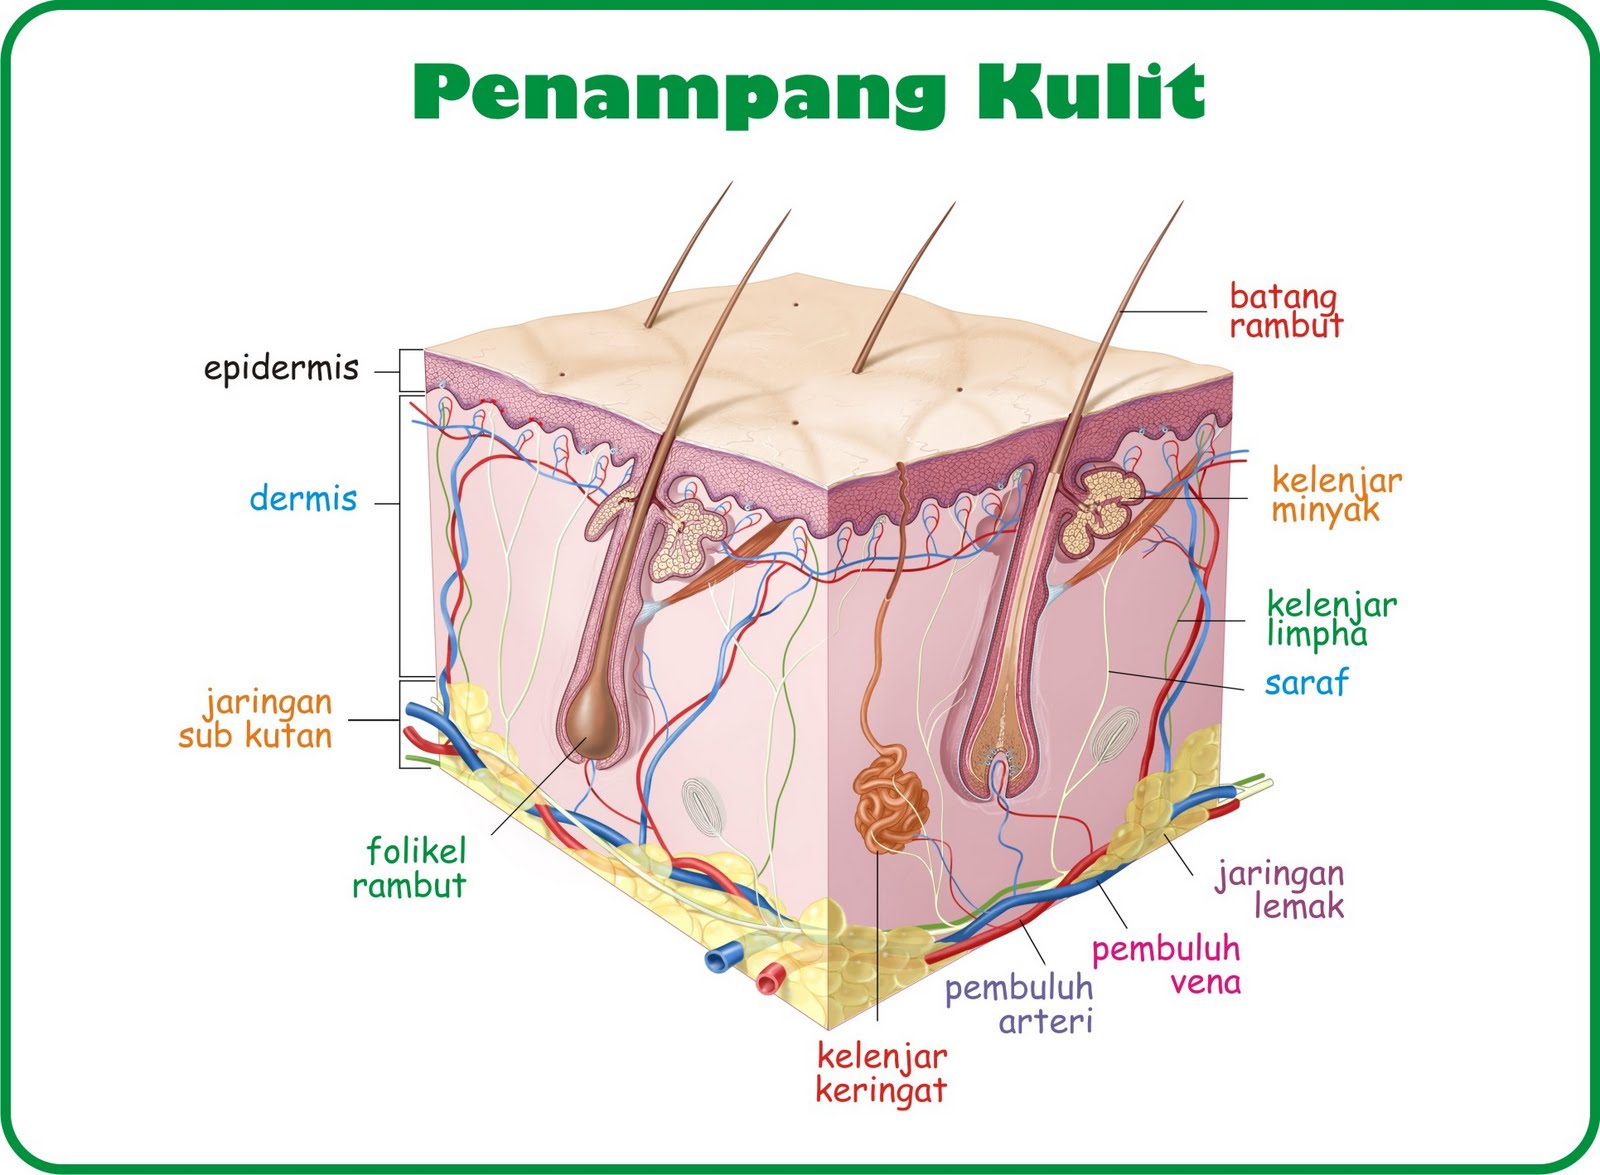 Penampang Kulit
epidermis
dermis
jaringan
sub kutan
folikel
rambut
batang
rambut
kelenjar
minyak
kelenjar
limpha
saraf
jaringan
lemak
pembuluh
vena
pembuluh
arteri
kelenjar
keringat